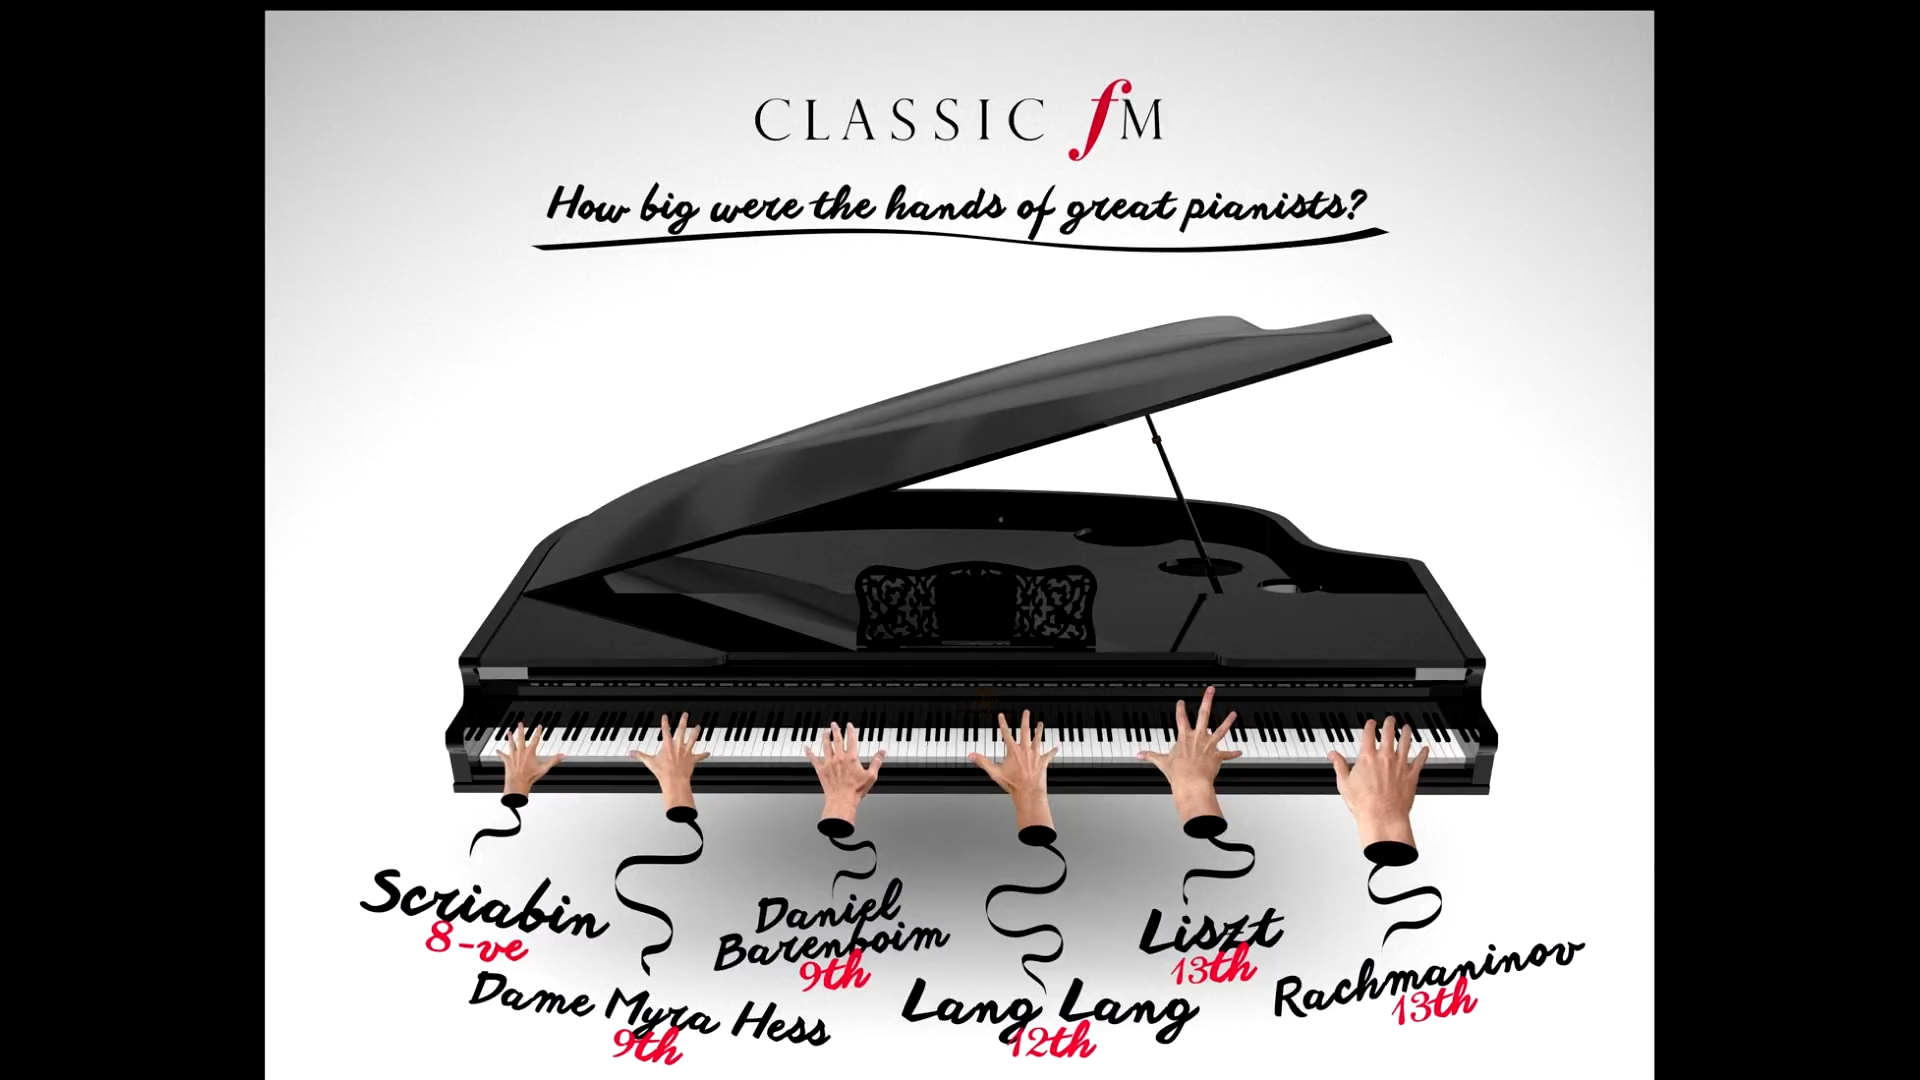 CLASSIC fM
How big were the hands of great pianists?
Scriabin
8-ve
Dame Myra Hess
9th
Daniel
Barenboim
9th
Lang Lang
12th
Liszt
13th
Rachmaninov
13th